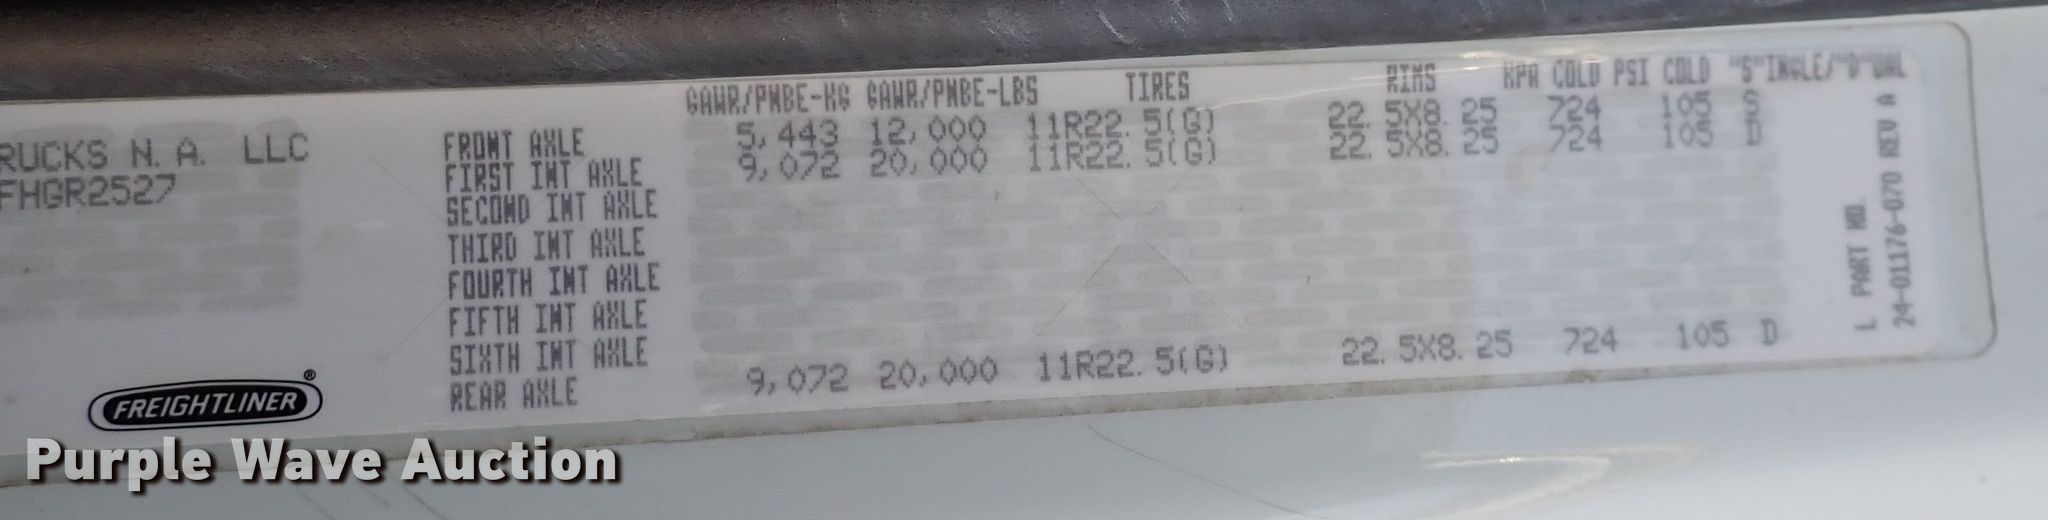 GAWR/PNBE-KG GAWR/PNBE-LBS TIRES RIMS KPA COLD PSI COLD "S"INGLE/"D"UAL
RUCKS N.A. LLC
FHGR2527
FRONT AXLE 5,443 12,000 11R22.5(G) 22.5X8.25 724 105 S
FIRST INT AXLE 9,072 20,000 11R22.5(G) 22.5X8.25 724 105 D
SECOND INT AXLE
THIRD INT AXLE
FOURTH INT AXLE
FIFTH INT AXLE
SIXTH INT AXLE
REAR AXLE 9,072 20,000 11R22.5(G) 22.5X8.25 724 105 D
L PART NO.
24-01176-070 REV A
FREIGHTLINER®
Purple Wave Auction